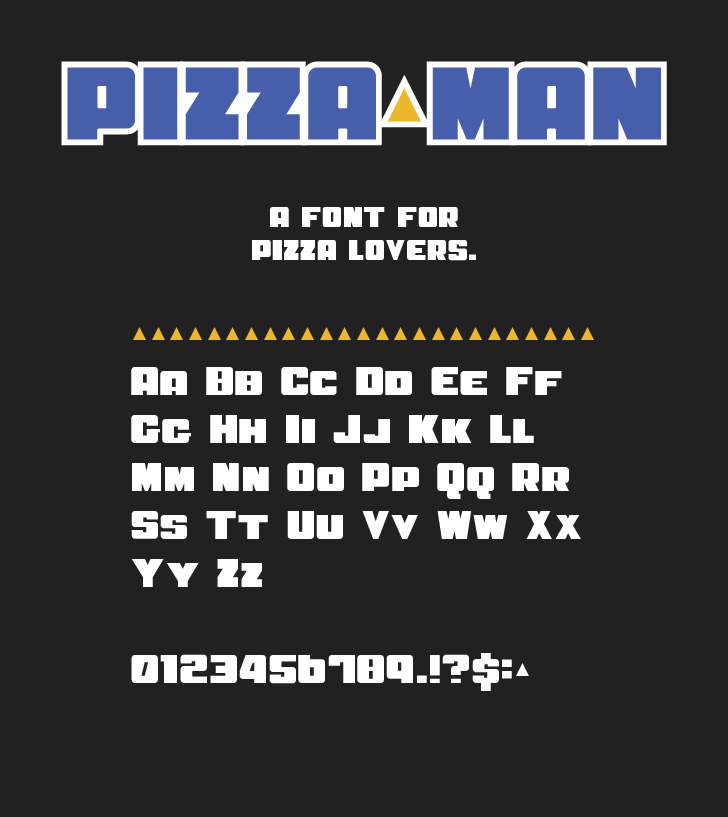 PIZZA▲MAN
A FONT FOR
PIZZA LOVERS.
▲▲▲▲▲▲▲▲▲▲▲▲▲▲▲▲▲▲▲▲▲▲▲▲▲
Aa Bb Cc Dd Ee Ff
Gg Hh Ii Jj Kk Ll
Mm Nn Oo Pp Qq Rr
Ss Tt Uu Vv Ww Xx
Yy Zz
0123456789.!?$:▲